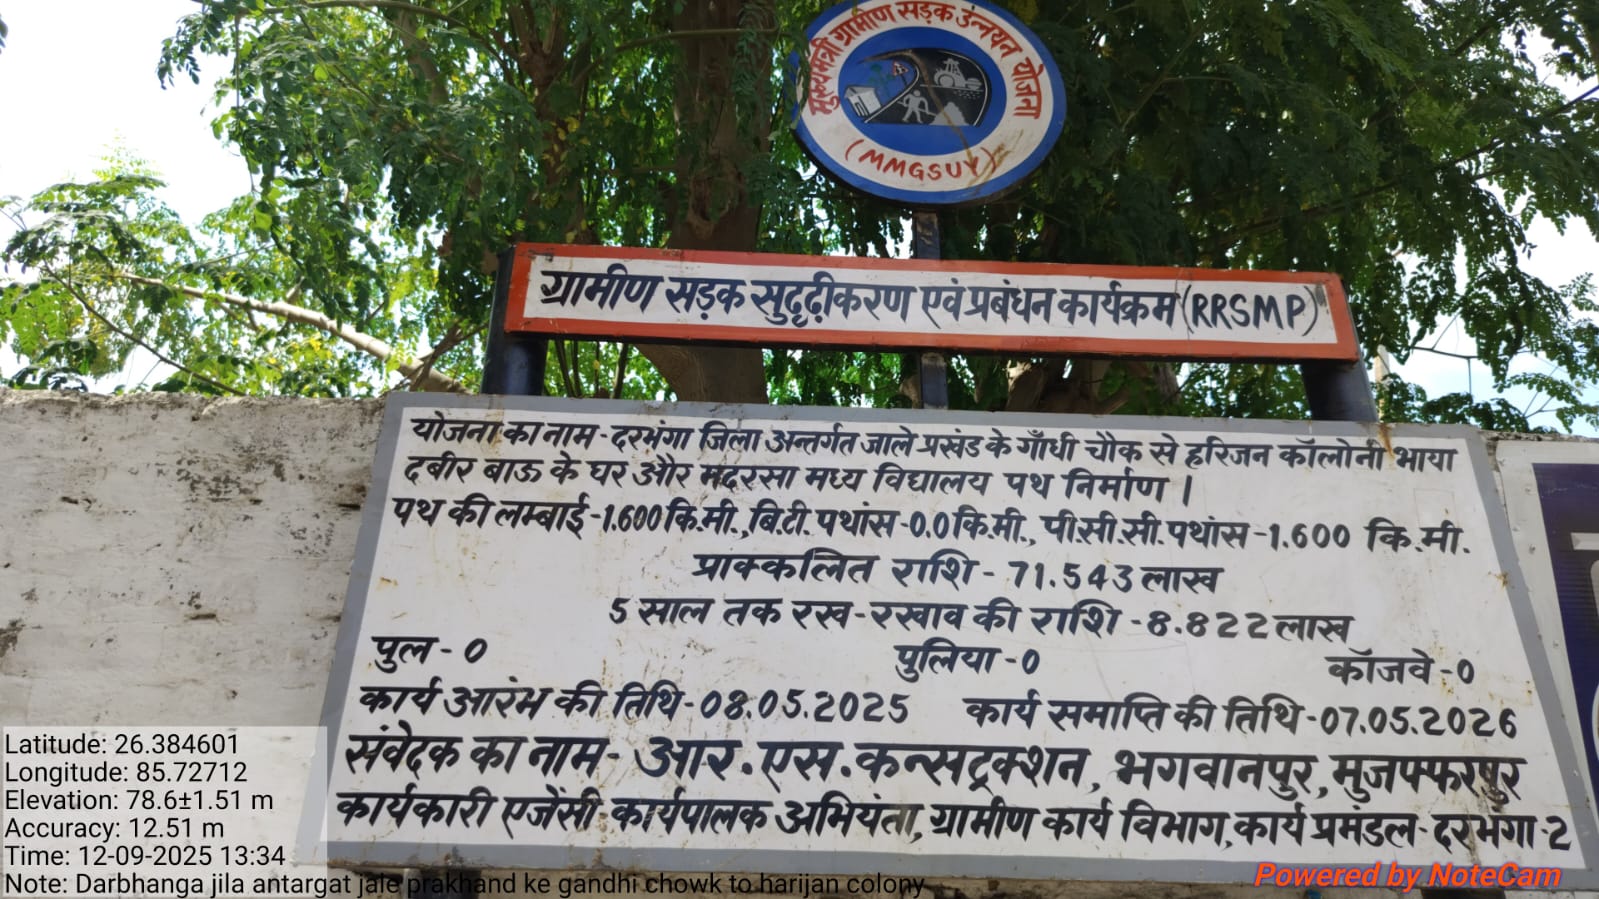 मुख्यमंत्री ग्रामीण सड़क उन्नयन योजना
(MMGSUY)
ग्रामीण सड़क सुदृढ़ीकरण एवं प्रबंधन कार्यक्रम (RRSMP)
योजना का नाम - दरभंगा जिला अन्तर्गत जाले प्रखंड के गाँधी चौक से हरिजन कॉलोनी भाया
दबीर बाऊ के घर और मदरसा मध्य विद्यालय पथ निर्माण ।
पथ की लम्बाई - 1.600 कि.मी., बि.टी. पथांस - 0.0 कि.मी., पी.सी.सी. पथांस - 1.600 कि.मी.
प्राक्कलित राशि - 71.543 लाख
5 साल तक रख-रखाव की राशि - 8.822 लाख
पुल - 0 पुलिया - 0 कॉजवे - 0
कार्य आरंभ की तिथि - 08.05.2025 कार्य समाप्ति की तिथि - 07.05.2026
संवेदक का नाम - आर.एस.कन्सट्रक्शन, भगवानपुर, मुजफ्फरपुर
कार्यकारी एजेंसी - कार्यपालक अभियंता, ग्रामीण कार्य विभाग, कार्य प्रमंडल - दरभंगा-2
Latitude: 26.384601
Longitude: 85.72712
Elevation: 78.6±1.51 m
Accuracy: 12.51 m
Time: 12-09-2025 13:34
Note: Darbhanga jila antargat jale prakhand ke gandhi chowk to harijan colony
Powered by NoteCam